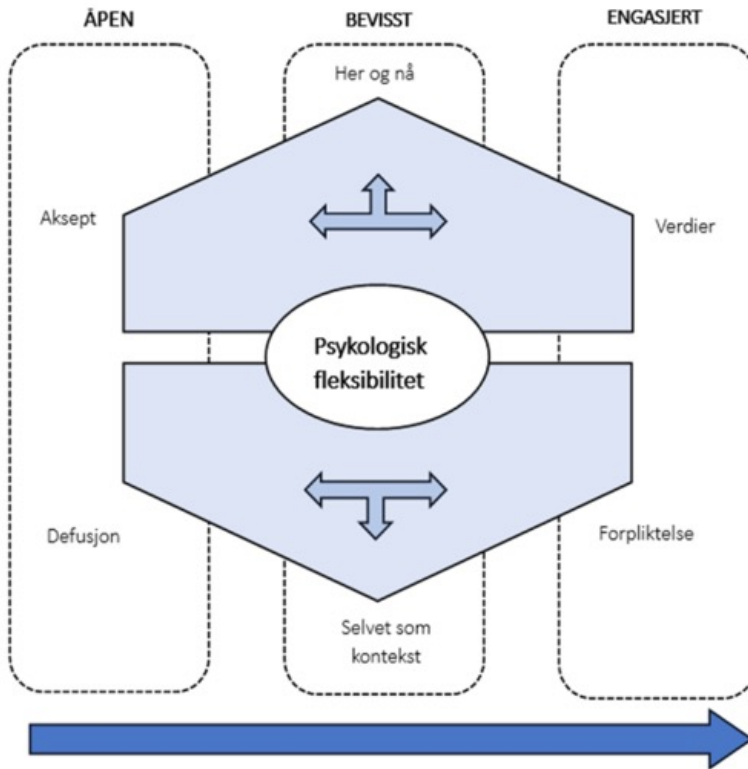 ÅPEN
BEVISST
ENGASJERT
Her og nå
Aksept
Verdier
Psykologisk
fleksibilitet
Defusjon
Forpliktelse
Selvet som
kontekst